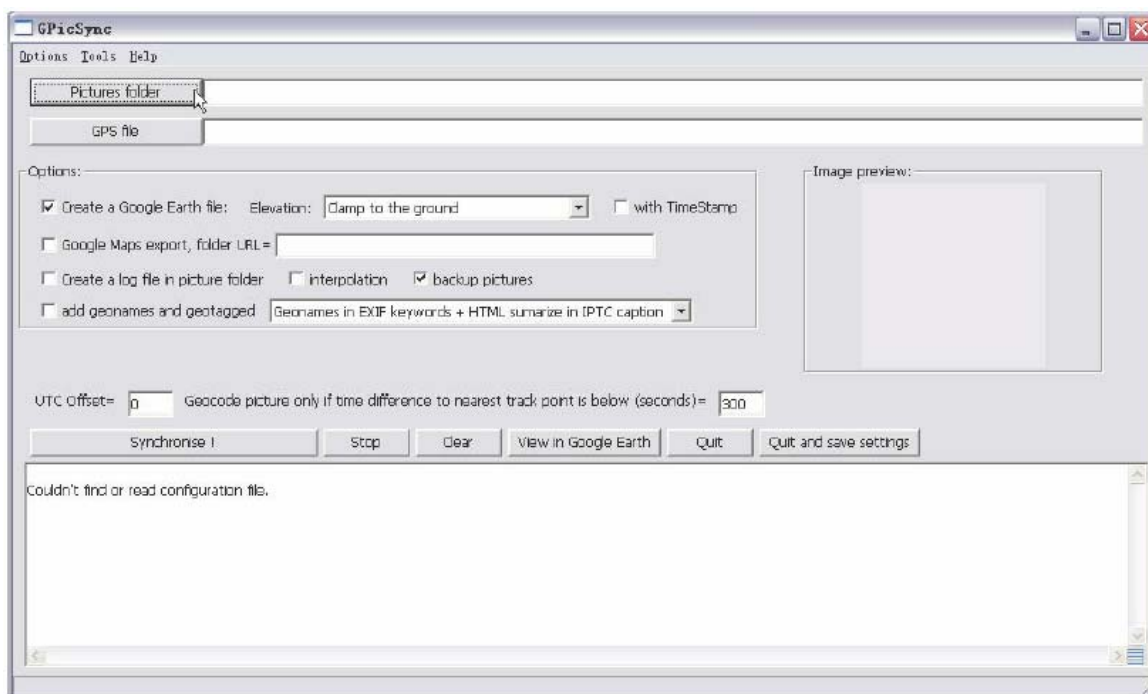 GPicSync
Options Tools Help
Pictures folder
GPS file
Options:
Image preview:
Create a Google Earth file: Elevation: Clamp to the ground with TimeStamp
Google Maps export, folder URL=
Create a log file in picture folder interpolation backup pictures
add geonames and geotagged Geonames in EXIF keywords + HTML sumarize in IPTC caption
UTC Offset= 0 Geocode picture only if time difference to nearest track point is below (seconds)= 300
Synchronise ! Stop Clear View in Google Earth Quit Quit and save settings
Couldn't find or read configuration file.